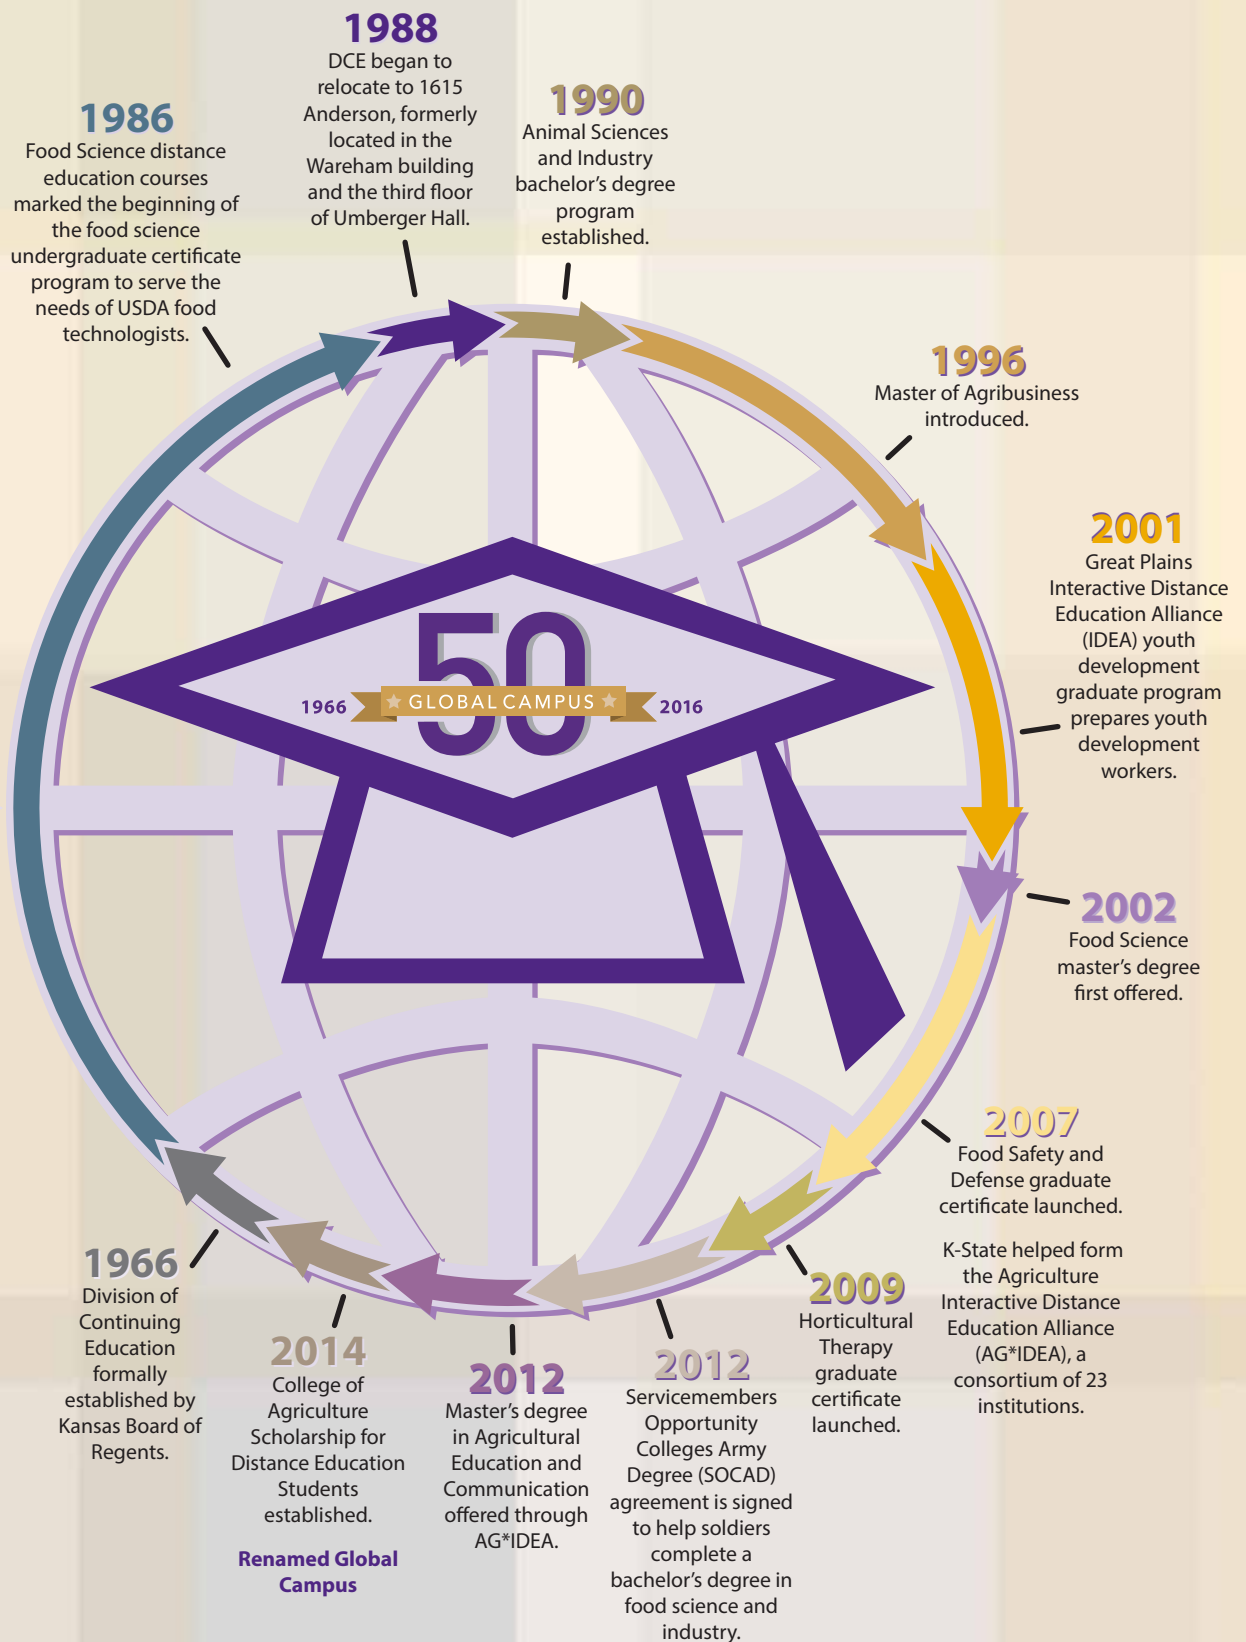 1988
DCE began to
relocate to 1615
Anderson, formerly
located in the
Wareham building
and the third floor
of Umberger Hall.
1990
Animal Sciences
and Industry
bachelor's degree
program
established.
1986
Food Science distance
education courses
marked the beginning of
the food science
undergraduate certificate
program to serve the
needs of USDA food
technologists.
1996
Master of Agribusiness
introduced.
2001
Great Plains
Interactive Distance
Education Alliance
(IDEA) youth
development
graduate program
prepares youth
development
workers.
50
1966 GLOBAL CAMPUS 2016
2002
Food Science
master's degree
first offered.
2007
Food Safety and
Defense graduate
certificate launched.
K-State helped form
the Agriculture
Interactive Distance
Education Alliance
(AG*IDEA), a
consortium of 23
institutions.
2009
Horticultural
Therapy
graduate
certificate
launched.
2012
Servicemembers
Opportunity
Colleges Army
Degree (SOCAD)
agreement is signed
to help soldiers
complete a
bachelor's degree in
food science and
industry.
2012
Master's degree
in Agricultural
Education and
Communication
offered through
AG*IDEA.
2014
College of
Agriculture
Scholarship for
Distance Education
Students
established.
Renamed Global
Campus
1966
Division of
Continuing
Education
formally
established by
Kansas Board of
Regents.